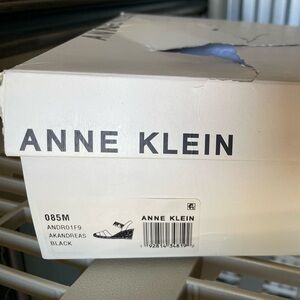 ANNE KLEIN
085M
ANDR01F9
AKANDREAS
BLACK
ANNE KLEIN